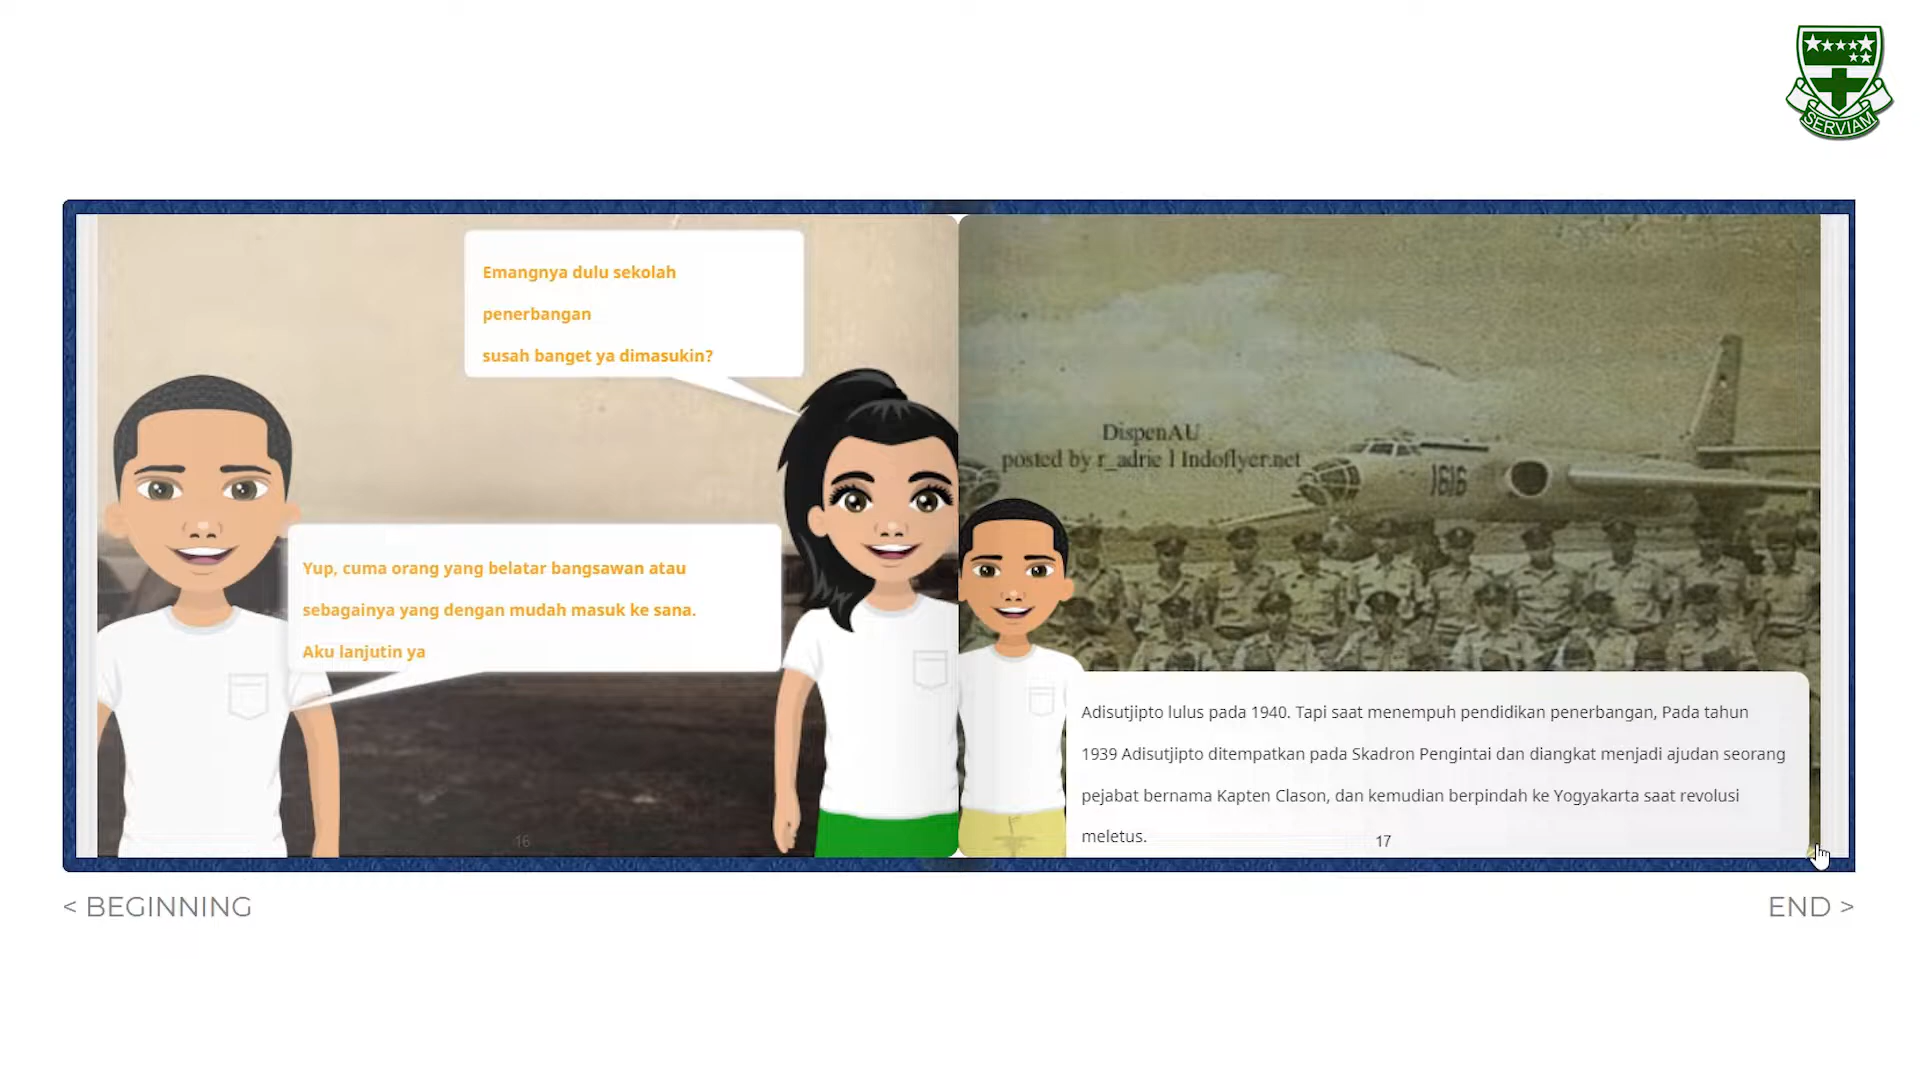 SERVIAM
Emangnya dulu sekolah
penerbangan
susah banget ya dimasukin?
Yup, cuma orang yang belatar bangsawan atau
sebagainya yang dengan mudah masuk ke sana.
Aku lanjutin ya
16
DispenAU
posted by r_adrie l Indoflyer.net
1616
Adisutjipto lulus pada 1940. Tapi saat menempuh pendidikan penerbangan, Pada tahun
1939 Adisutjipto ditempatkan pada Skadron Pengintai dan diangkat menjadi ajudan seorang
pejabat bernama Kapten Clason, dan kemudian berpindah ke Yogyakarta saat revolusi
meletus.
17
< BEGINNING
END >